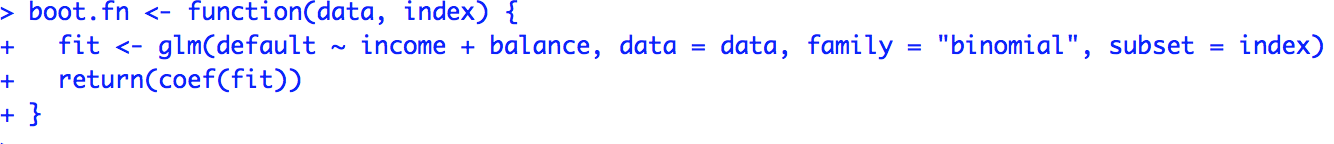 > boot.fn <- function(data, index) {
+   fit <- glm(default ~ income + balance, data = data, family = "binomial", subset = index)
+   return(coef(fit))
+ }